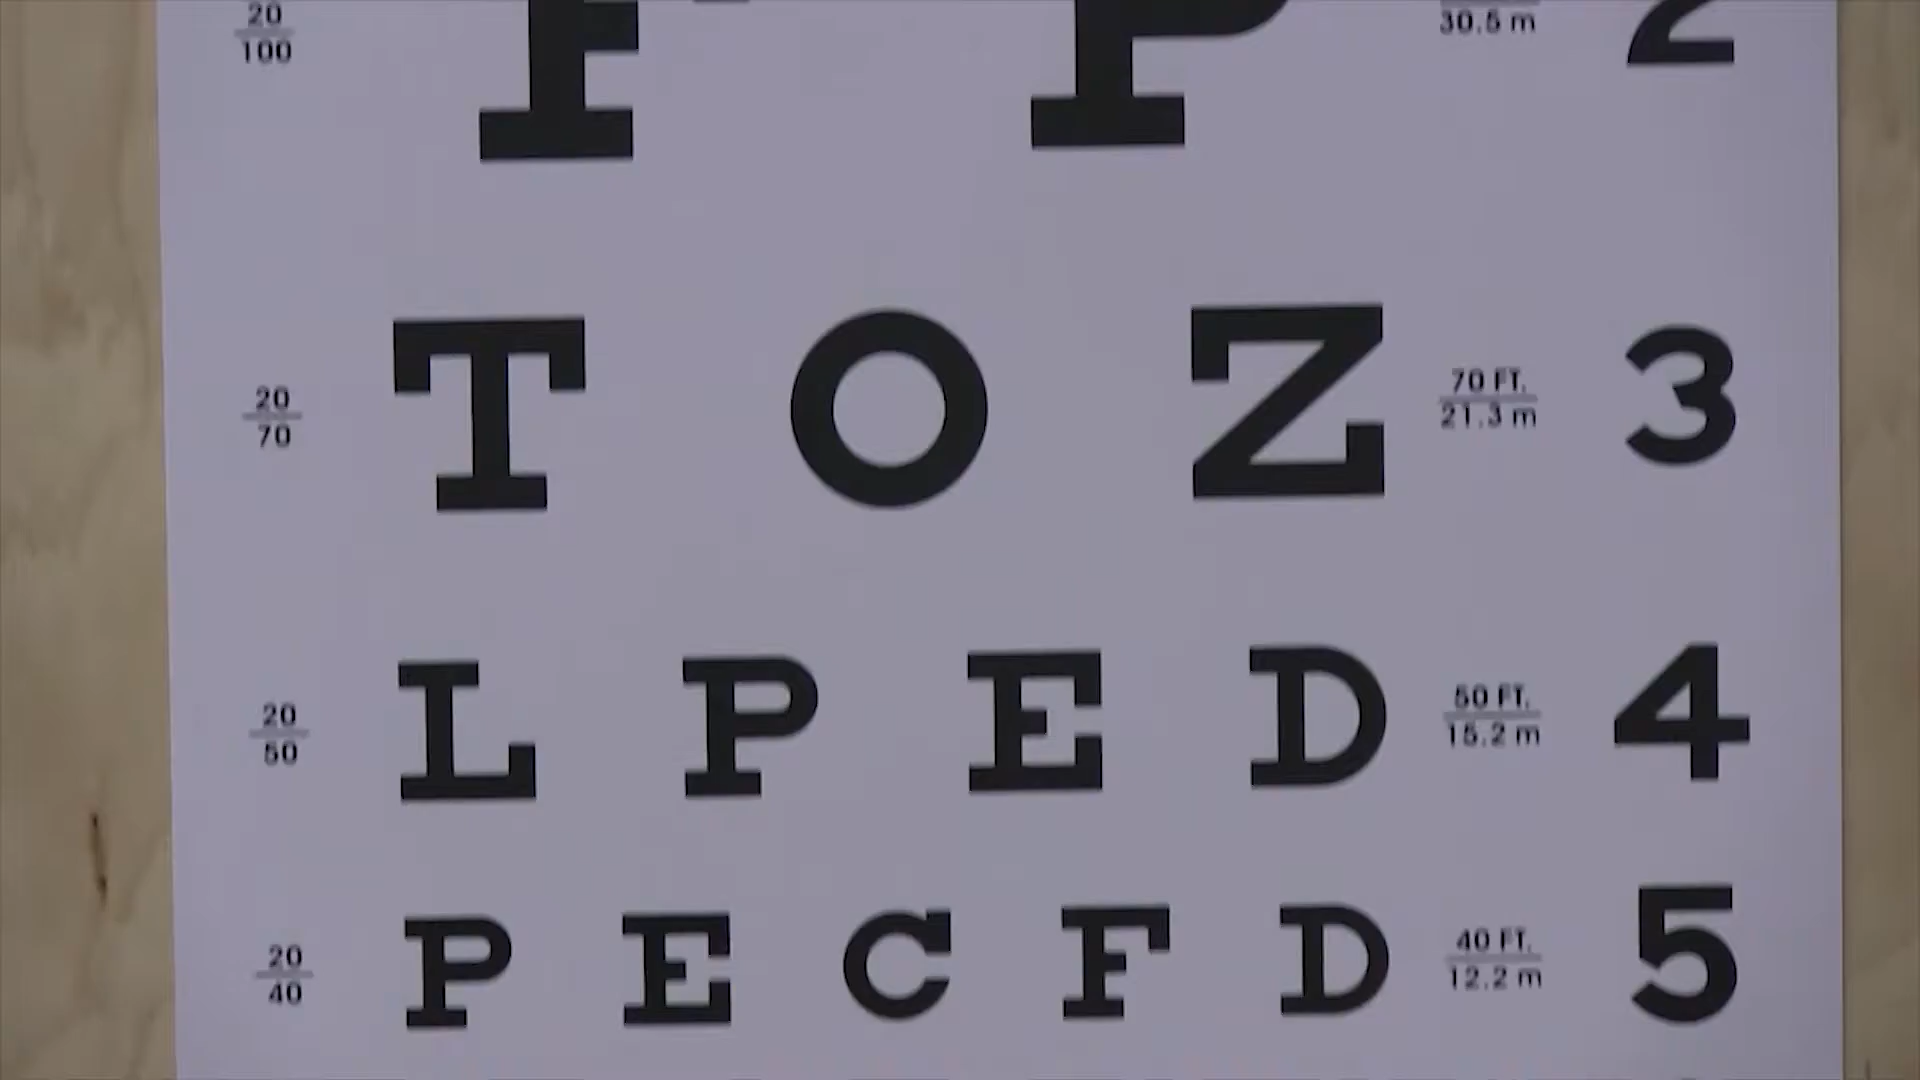 20/100 F P 30.5 m 2
20/70 T O Z 70 FT. 21.3 m 3
20/50 L P E D 50 FT. 15.2 m 4
20/40 P E C F D 40 FT. 12.2 m 5